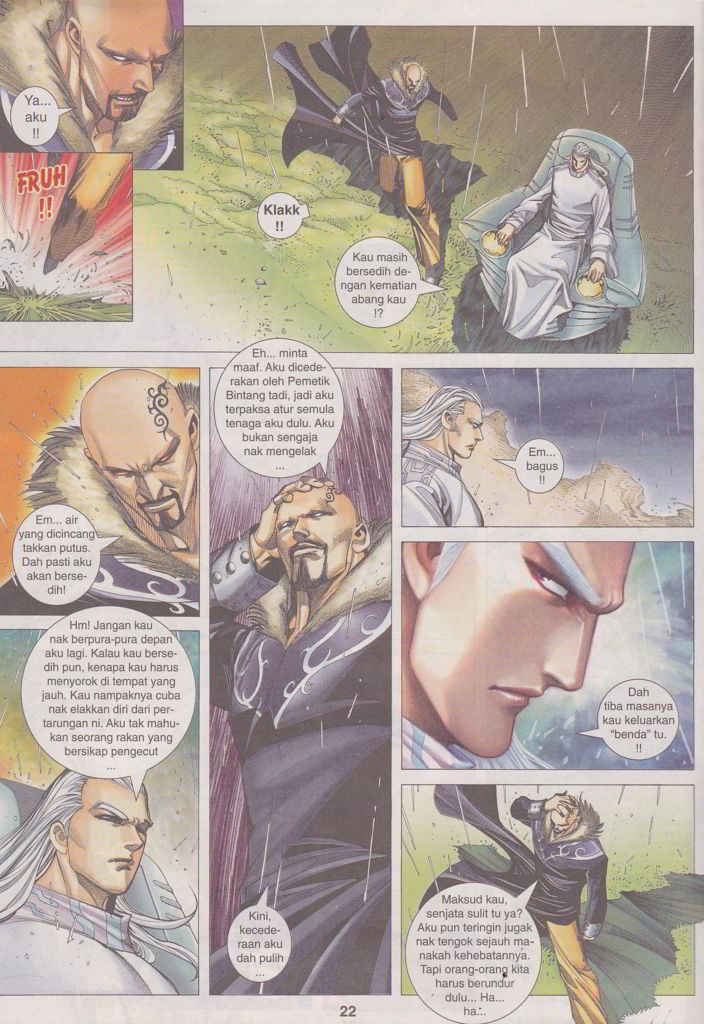 Ya...
aku
!!
FRUH
!!
Klakk
!!
Kau masih
bersedih de-
ngan kematian
abang kau
!?
Em... air
yang dicincang
takkan putus.
Dah pasti aku
akan berse-
dih!
Hm! Jangan kau
nak berpura-pura depan
aku lagi. Kalau kau berse-
dih pun, kenapa kau harus
menyorok di tempat yang
jauh. Kau nampaknya cuba
nak elakkan diri dari per-
tarungan ni. Aku tak mahu-
kan seorang rakan yang
bersikap pengecut
...
Eh... minta
maaf. Aku dicede-
rakan oleh Pemetik
Bintang tadi, jadi aku
terpaksa atur semula
tenaga aku dulu. Aku
bukan sengaja
nak mengelak
...
Kini,
kecede-
raan aku
dah pulih
...
Em...
bagus
!!
Dah
tiba masanya
kau keluarkan
"benda" tu.
!!
Maksud kau,
senjata sulit tu ya?
Aku pun teringin jugak
nak tengok sejauh ma-
nakah kehebatannya.
Tapi orang-orang kita
harus berundur
dulu... Ha...
ha...
22